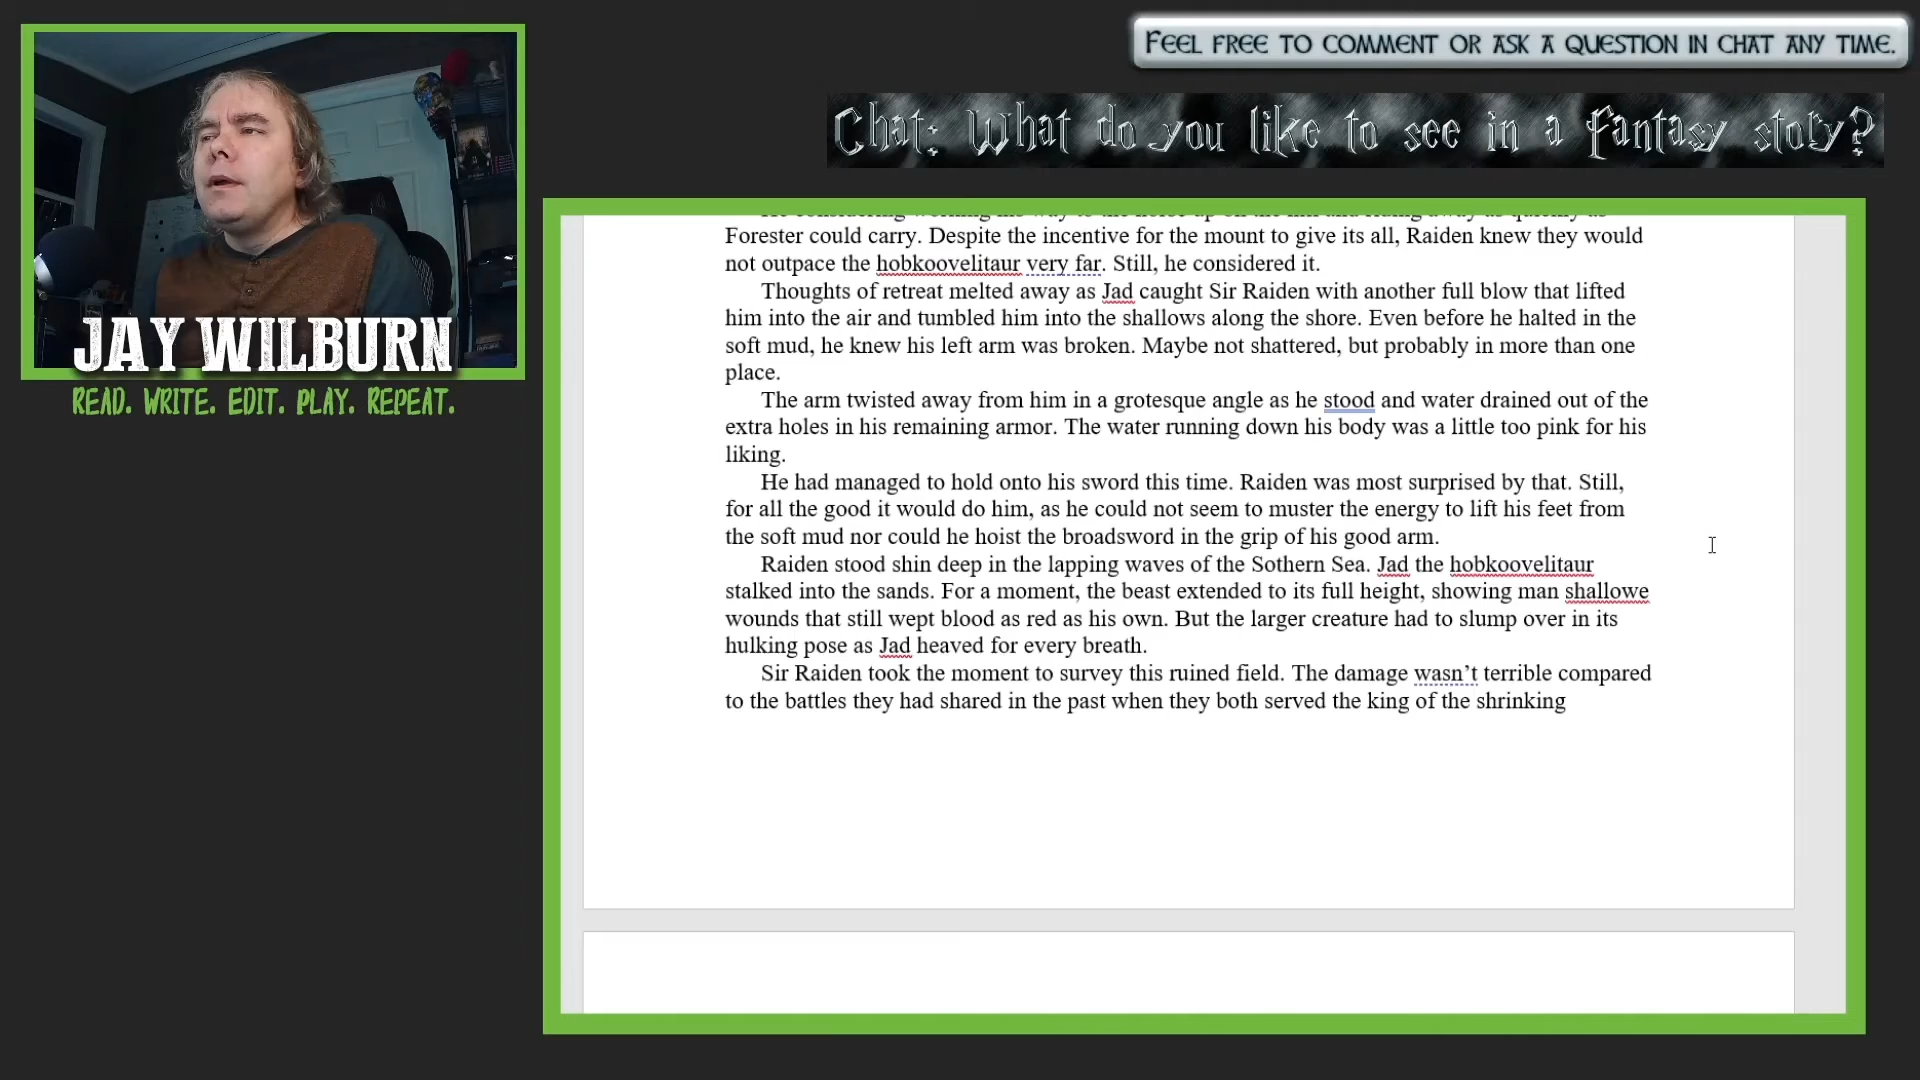 FEEL FREE TO COMMENT OR ASK A QUESTION IN CHAT ANY TIME.
Chat: What do you like to see in a fantasy story?
JAY WILBURN
READ. WRITE. EDIT. PLAY. REPEAT.
Forester could carry. Despite the incentive for the mount to give its all, Raiden knew they would
not outpace the hobkoovelitaur very far. Still, he considered it.
Thoughts of retreat melted away as Jad caught Sir Raiden with another full blow that lifted
him into the air and tumbled him into the shallows along the shore. Even before he halted in the
soft mud, he knew his left arm was broken. Maybe not shattered, but probably in more than one
place.
The arm twisted away from him in a grotesque angle as he stood and water drained out of the
extra holes in his remaining armor. The water running down his body was a little too pink for his
liking.
He had managed to hold onto his sword this time. Raiden was most surprised by that. Still,
for all the good it would do him, as he could not seem to muster the energy to lift his feet from
the soft mud nor could he hoist the broadsword in the grip of his good arm.
Raiden stood shin deep in the lapping waves of the Sothern Sea. Jad the hobkoovelitaur
stalked into the sands. For a moment, the beast extended to its full height, showing man shallowe
wounds that still wept blood as red as his own. But the larger creature had to slump over in its
hulking pose as Jad heaved for every breath.
Sir Raiden took the moment to survey this ruined field. The damage wasn’t terrible compared
to the battles they had shared in the past when they both served the king of the shrinking